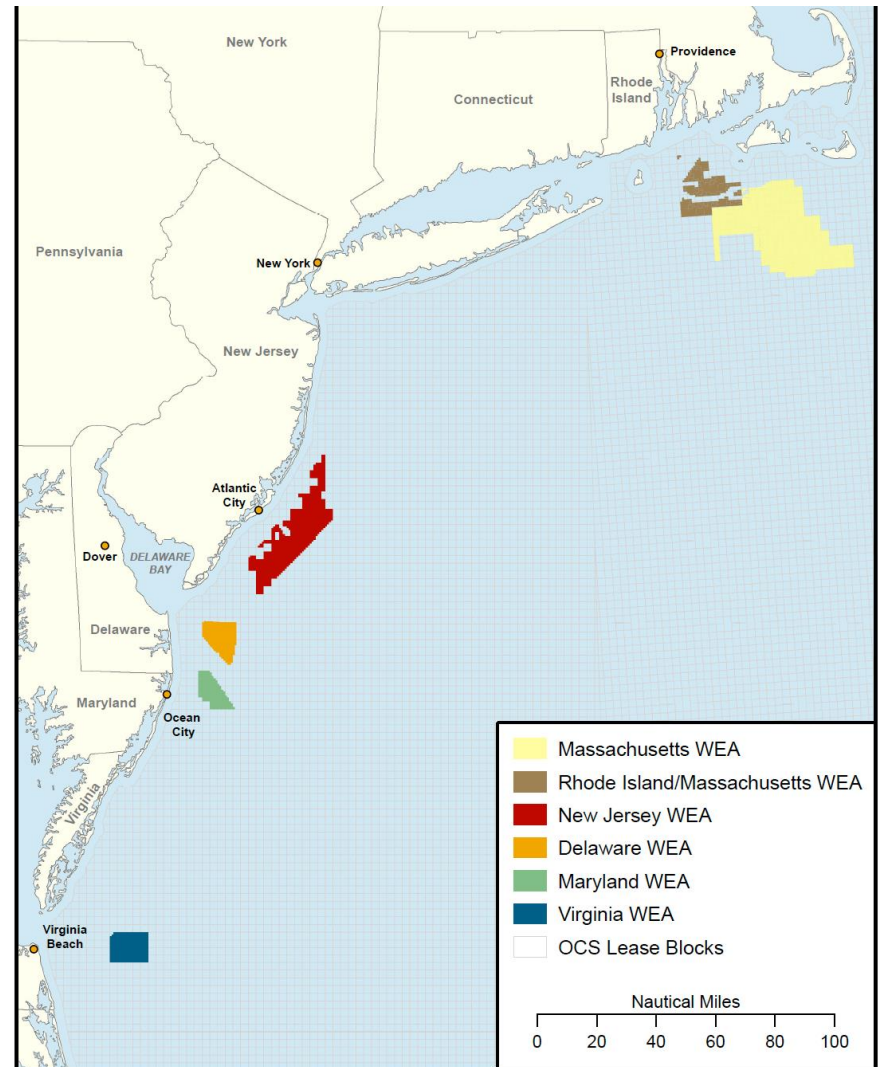 New York
Providence
Rhode
Island
Connecticut
Pennsylvania
New York
New Jersey
Atlantic
City
Dover
DELAWARE
BAY
Delaware
Maryland
Ocean
City
Virginia
Virginia
Beach
Massachusetts WEA
Rhode Island/Massachusetts WEA
New Jersey WEA
Delaware WEA
Maryland WEA
Virginia WEA
OCS Lease Blocks
Nautical Miles
0 20 40 60 80 100